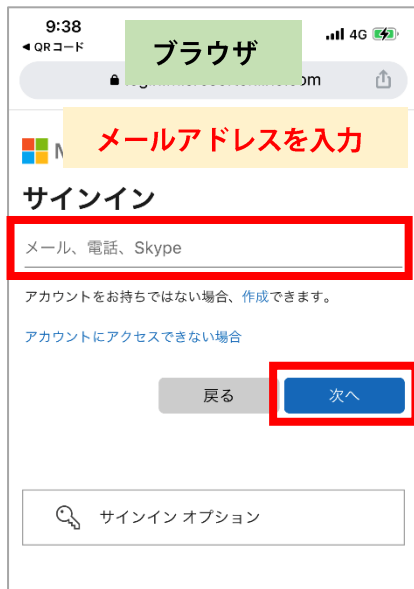 9:38
4G
◀ QRコード
ブラウザ
メールアドレスを入力
サインイン
メール、電話、Skype
アカウントをお持ちではない場合、作成できます。
アカウントにアクセスできない場合
戻る
次へ
サインイン オプション